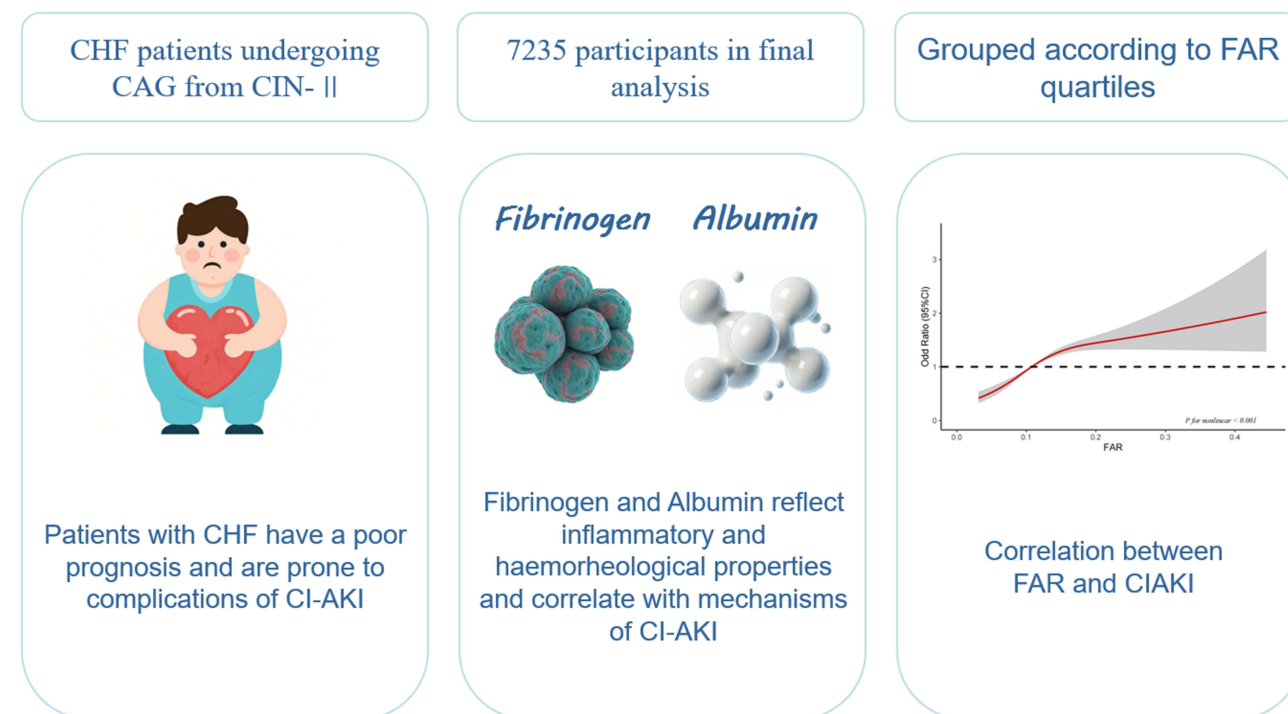 CHF patients undergoing
CAG from CIN- II
7235 participants in final
analysis
Grouped according to FAR
quartiles
Patients with CHF have a poor
prognosis and are prone to
complications of CI-AKI
Fibrinogen Albumin
Fibrinogen and Albumin reflect
inflammatory and
haemorheological properties
and correlate with mechanisms
of CI-AKI
Odd Ratio (95%CI)
3
2
1
0
P for nonlinear < 0.001
0.0 0.1 0.2 0.3 0.4
FAR
Correlation between
FAR and CIAKI